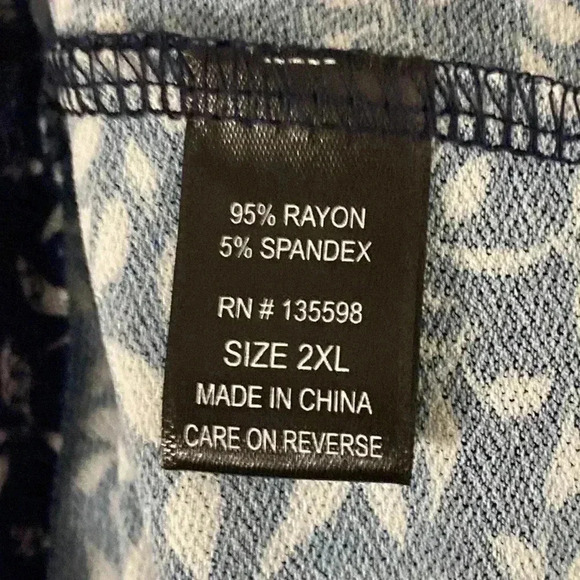 95% RAYON
5% SPANDEX
RN # 135598
SIZE 2XL
MADE IN CHINA
CARE ON REVERSE